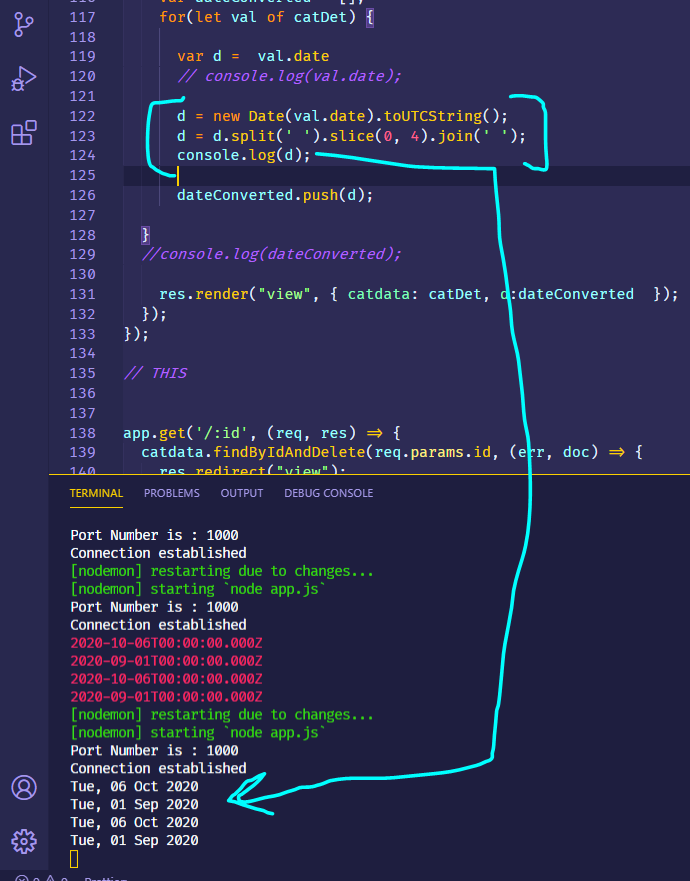 117 for(let val of catDet) {
118
119 var d =  val.date
120 // console.log(val.date);
121
122 d = new Date(val.date).toUTCString();
123 d = d.split(' ').slice(0, 4).join(' ');
124 console.log(d);
125
126 dateConverted.push(d);
127
128 }
129 //console.log(dateConverted);
130
131 res.render("view", { catdata: catDet, d:dateConverted  });
132 });
133 });
134
135 // THIS
136
137
138 app.get('/:id', (req, res) => {
139 catdata.findByIdAndDelete(req.params.id, (err, doc) => {
140 res.redirect("view");
TERMINAL PROBLEMS OUTPUT DEBUG CONSOLE
Port Number is : 1000
Connection established
[nodemon] restarting due to changes...
[nodemon] starting `node app.js`
Port Number is : 1000
Connection established
2020-10-06T00:00:00.000Z
2020-09-01T00:00:00.000Z
2020-10-06T00:00:00.000Z
2020-09-01T00:00:00.000Z
[nodemon] restarting due to changes...
[nodemon] starting `node app.js`
Port Number is : 1000
Connection established
Tue, 06 Oct 2020
Tue, 01 Sep 2020
Tue, 06 Oct 2020
Tue, 01 Sep 2020